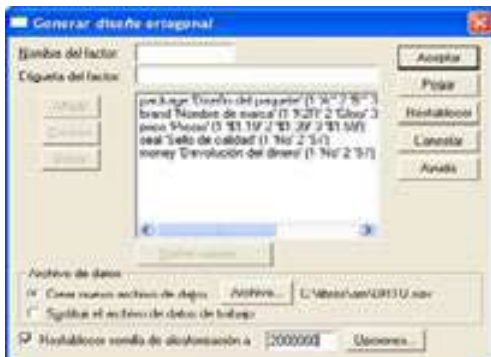 Generar diseño ortogonal
Nombre del factor:
Etiqueta del factor:
Aceptar
Pegar
Restablecer
Cancelar
Ayuda
Añadir
Cambiar
Borrar
package 'Diseño del paquete' (1 'A*' 2 'B*' 3
brand 'Nombre de marca' (1 'K2R' 2 'Glory' 3
price 'Precio' (1 '$1.19' 2 '$1.39' 3 '$1.59')
seal 'Sello de calidad' (1 'No' 2 'Sí')
money 'Devolución del dinero' (1 'No' 2 'Sí')
Archivo de datos
Crear nuevo archivo de datos
Archivo...
Sustituir el archivo de datos de trabajo
Restablecer semilla de aleatorización a
2000000
Opciones...